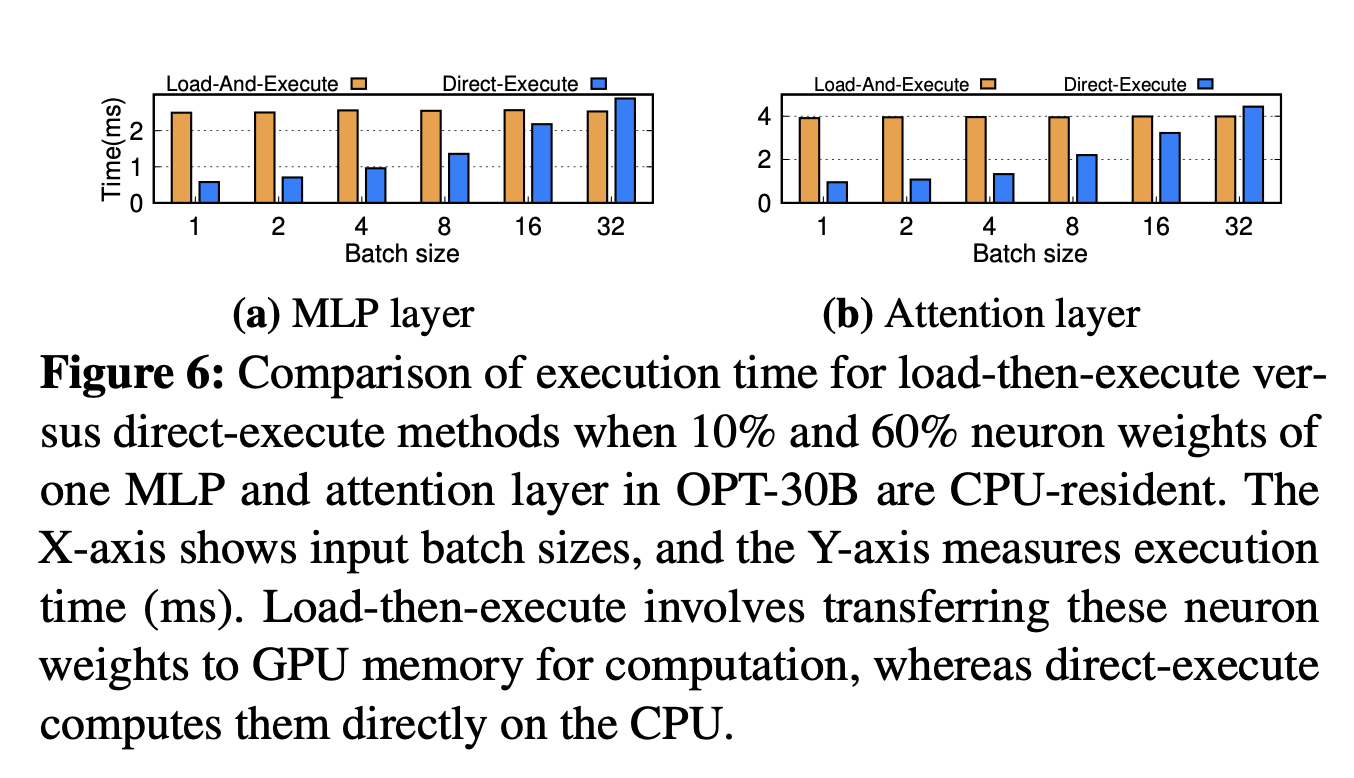 Load-And-Execute Direct-Execute
Time(ms)
2
1
0
1 2 4 8 16 32
Batch size
(a) MLP layer
Load-And-Execute Direct-Execute
4
2
0
1 2 4 8 16 32
Batch size
(b) Attention layer
Figure 6: Comparison of execution time for load-then-execute ver-
sus direct-execute methods when 10% and 60% neuron weights of
one MLP and attention layer in OPT-30B are CPU-resident. The
X-axis shows input batch sizes, and the Y-axis measures execution
time (ms). Load-then-execute involves transferring these neuron
weights to GPU memory for computation, whereas direct-execute
computes them directly on the CPU.